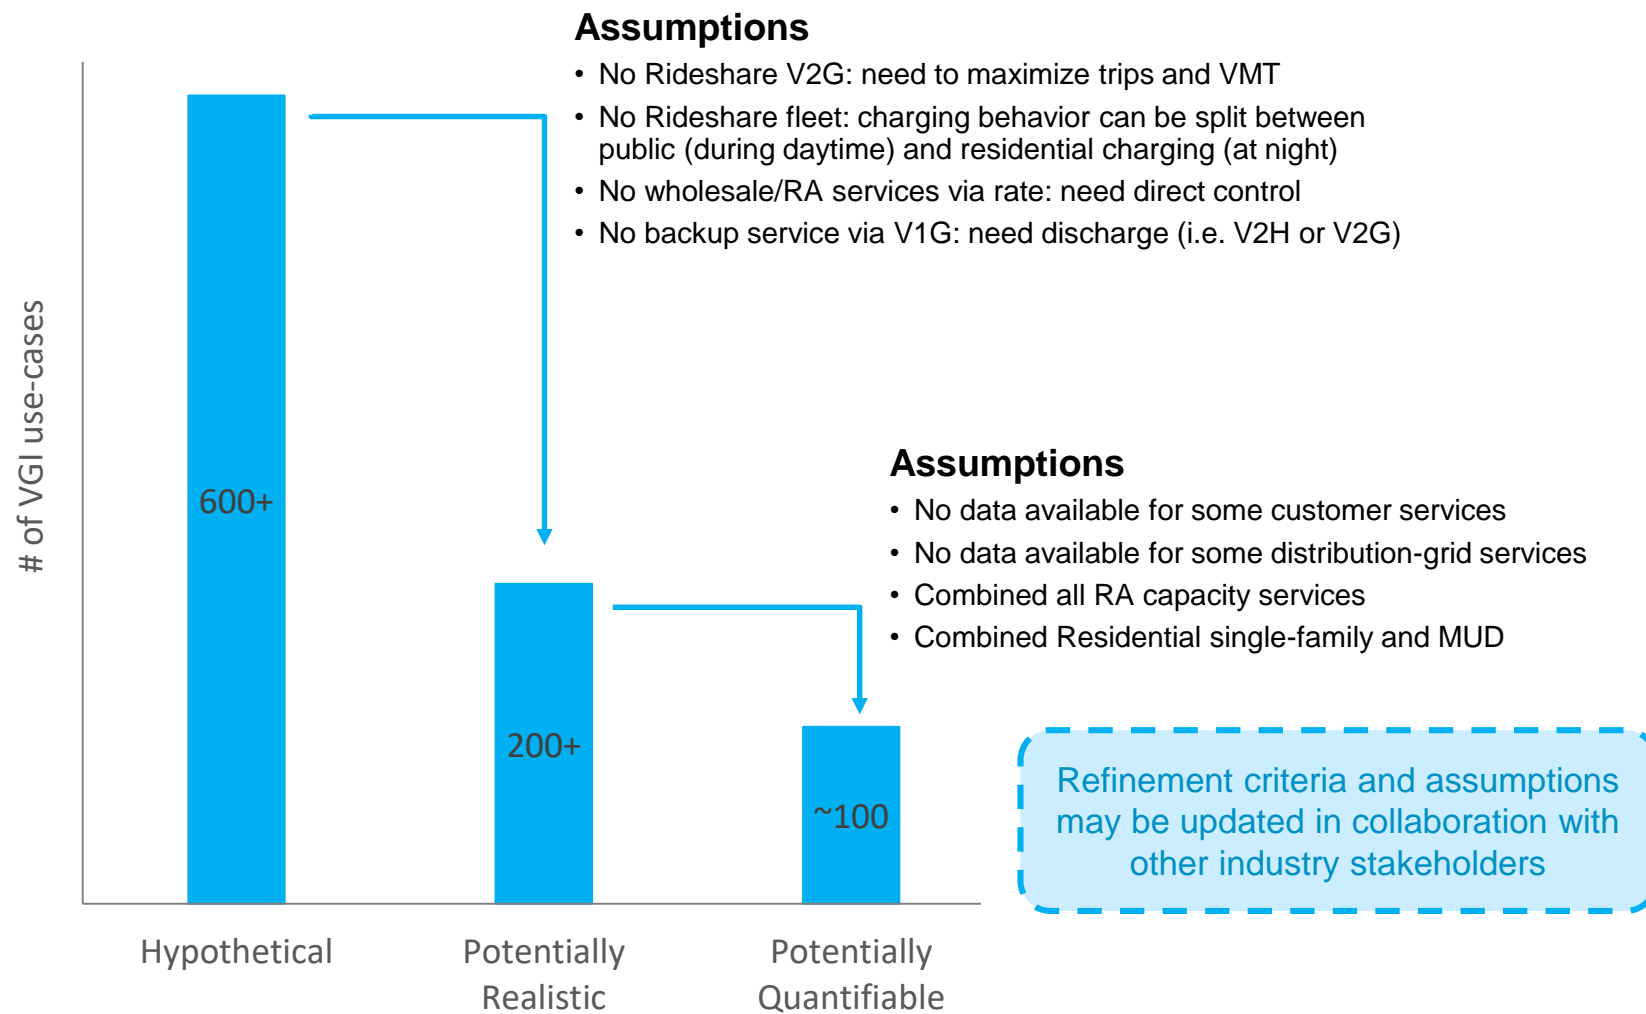 Assumptions
• No Rideshare V2G: need to maximize trips and VMT
• No Rideshare fleet: charging behavior can be split between
public (during daytime) and residential charging (at night)
• No wholesale/RA services via rate: need direct control
• No backup service via V1G: need discharge (i.e. V2H or V2G)
# of VGI use-cases
600+
200+
~100
Assumptions
• No data available for some customer services
• No data available for some distribution-grid services
• Combined all RA capacity services
• Combined Residential single-family and MUD
Refinement criteria and assumptions
may be updated in collaboration with
other industry stakeholders
Hypothetical
Potentially
Realistic
Potentially
Quantifiable